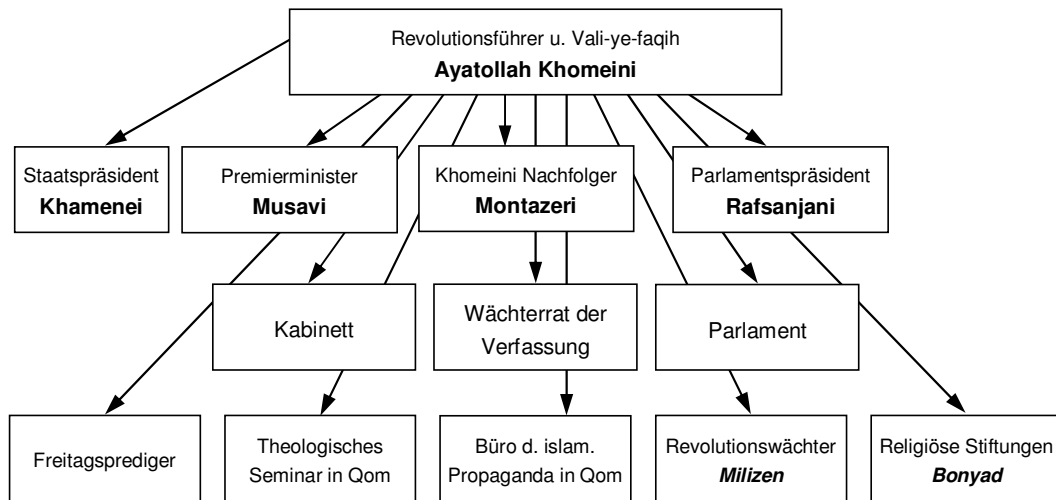 Revolutionsführer u. Vali-ye-faqih
Ayatollah Khomeini
Staatspräsident
Khamenei
Premierminister
Musavi
Khomeini Nachfolger
Montazeri
Parlamentspräsident
Rafsanjani
Kabinett
Wächterrat der
Verfassung
Parlament
Freitagsprediger
Theologisches
Seminar in Qom
Büro d. islam.
Propaganda in Qom
Revolutionswächter
Milizen
Religiöse Stiftungen
Bonyad